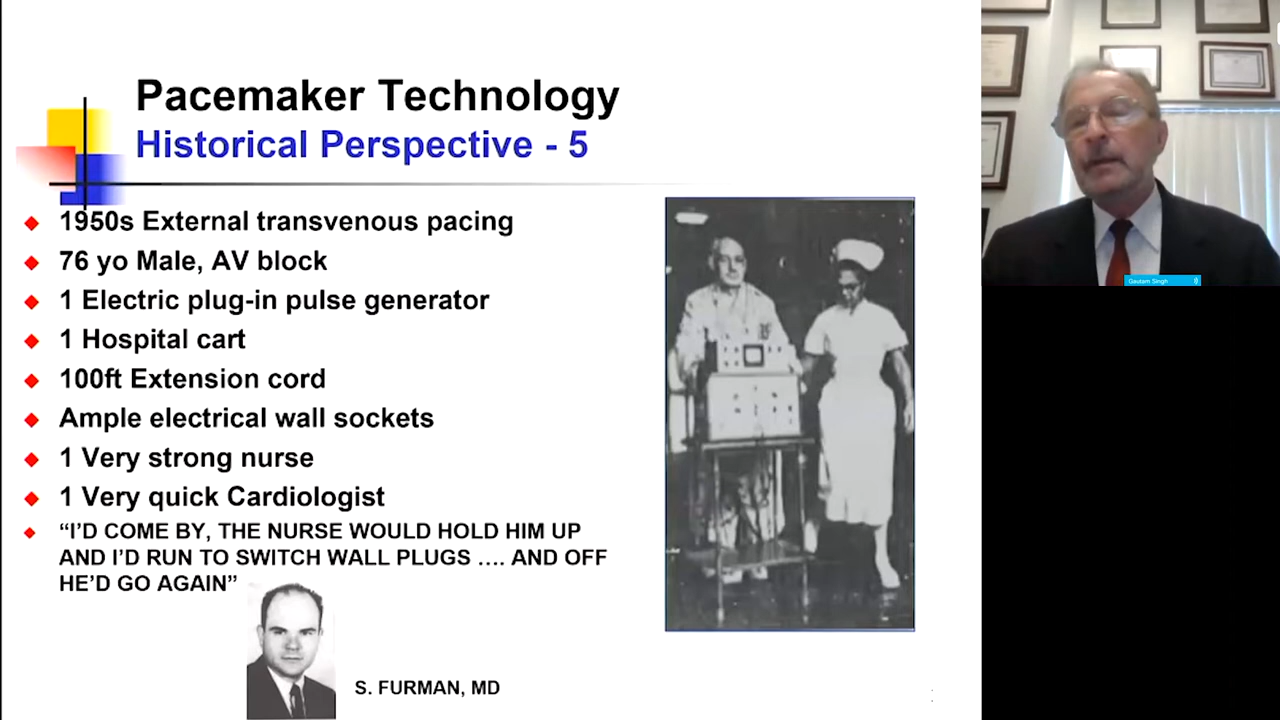 Pacemaker Technology
Historical Perspective - 5
1950s External transvenous pacing
76 yo Male, AV block
1 Electric plug-in pulse generator
1 Hospital cart
100ft Extension cord
Ample electrical wall sockets
1 Very strong nurse
1 Very quick Cardiologist
“I’D COME BY, THE NURSE WOULD HOLD HIM UP
AND I’D RUN TO SWITCH WALL PLUGS …. AND OFF
HE’D GO AGAIN”
S. FURMAN, MD
Gautam Singh